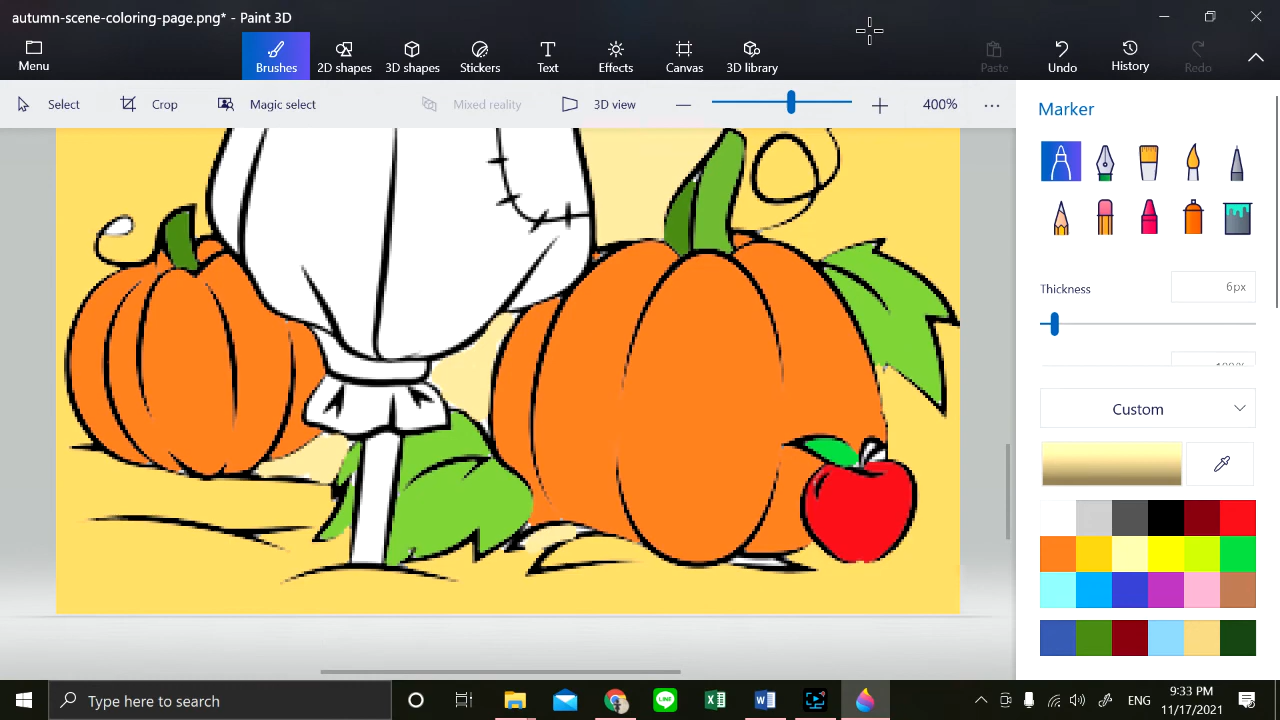 autumn-scene-coloring-page.png* - Paint 3D
Menu
Brushes
2D shapes
3D shapes
Stickers
Text
Effects
Canvas
3D library
Paste
Undo
History
Redo
Select
Crop
Magic select
Mixed reality
3D view
400%
Marker
Thickness
6px
Custom
Type here to search
ENG
9:33 PM
11/17/2021